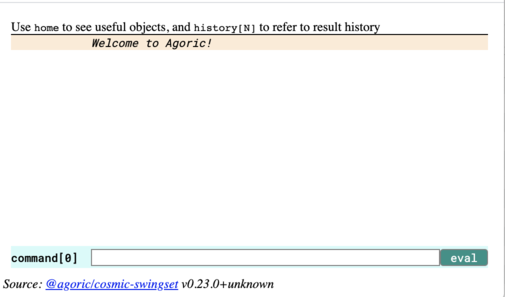 Use home to see useful objects, and history[N] to refer to result history
Welcome to Agoric!
command[0] eval
Source: @agoric/cosmic-swingset v0.23.0+unknown